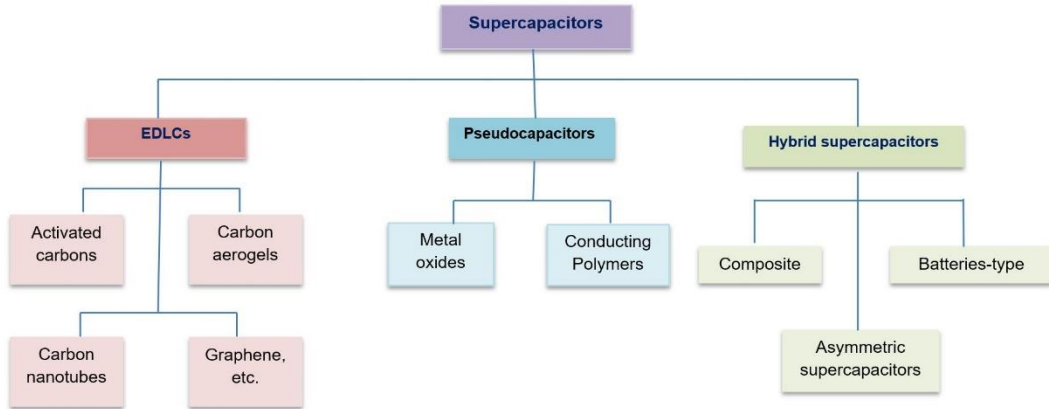 Supercapacitors
EDLCs
Pseudocapacitors
Hybrid supercapacitors
Activated
carbons
Carbon
aerogels
Metal
oxides
Conducting
Polymers
Composite
Batteries-type
Carbon
nanotubes
Graphene,
etc.
Asymmetric
supercapacitors